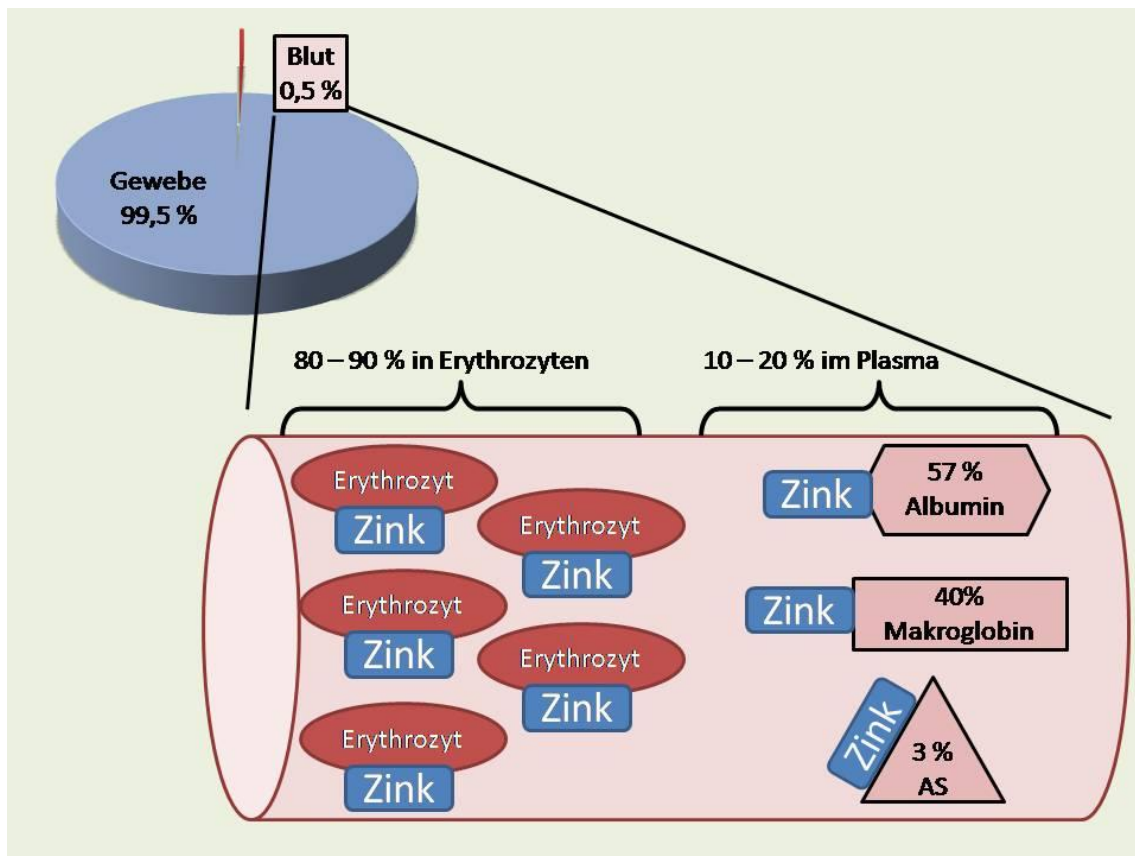 Blut
0,5 %
Gewebe
99,5 %
80 – 90 % in Erythrozyten
10 – 20 % im Plasma
Erythrozyt
Zink
Erythrozyt
Zink
Erythrozyt
Zink
Erythrozyt
Zink
Erythrozyt
Zink
Zink
57 %
Albumin
Zink
40%
Makroglobin
Zink
3 %
AS